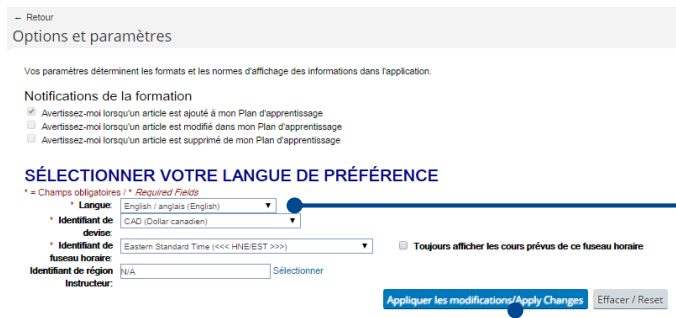 ← Retour
Options et paramètres
Vos paramètres déterminent les formats et les normes d'affichage des informations dans l'application.
Notifications de la formation
Avertissez-moi lorsqu'un article est ajouté à mon Plan d'apprentissage
Avertissez-moi lorsqu'un article est modifié dans mon Plan d'apprentissage
Avertissez-moi lorsqu'un article est supprimé de mon Plan d'apprentissage
SÉLECTIONNER VOTRE LANGUE DE PRÉFÉRENCE
* = Champs obligatoires / * Required Fields
* Langue: English / anglais (English)
* Identifiant de devise: CAD (Dollar canadien)
* Identifiant de fuseau horaire: Eastern Standard Time (<<< HNE/EST >>>) Toujours afficher les cours prévus de ce fuseau horaire
Identifiant de région Instructeur: N/A Sélectionner
Appliquer les modifications/Apply Changes Effacer / Reset